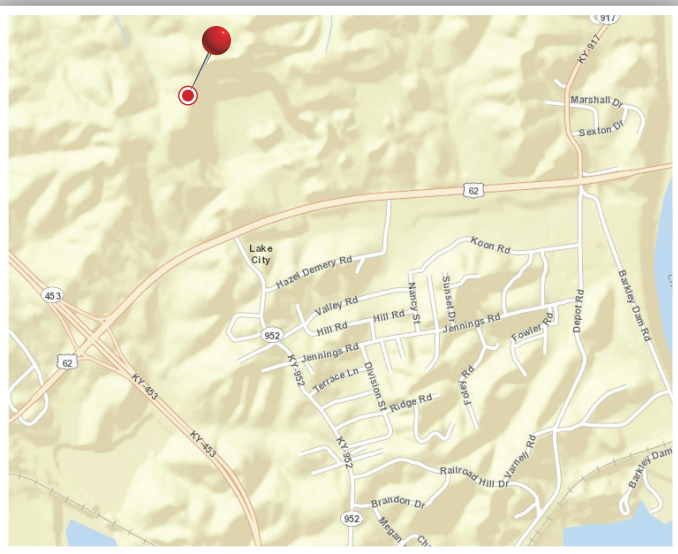 917
KY-917
Marshall Dr
Sexton Dr
62
Lake
City
Koon Rd
Hazel Demery Rd
453
Nancy St
Sunset Dr
Barkley Dam Rd
Depot Rd
Valley Rd
Hill Rd
Hill Rd
Jennings Rd
Fowler Rd
952
62
Jennings Rd
KY-952
Terrace Ln
Division St
Foley Rd
KY-453
Ridge Rd
KY-453
KY-952
Varnell Rd
Railroad Hill Dr
Barkley Dam
Brandon Dr
952
Megan